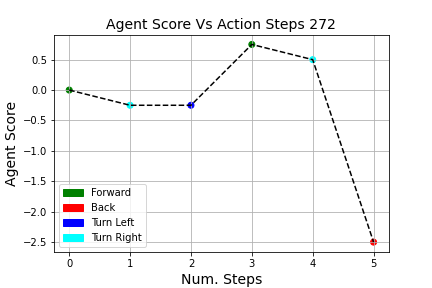 Agent Score Vs Action Steps 272
Agent Score
0.5
0.0
−0.5
−1.0
−1.5
−2.0
−2.5
Forward
Back
Turn Left
Turn Right
0 1 2 3 4 5
Num. Steps